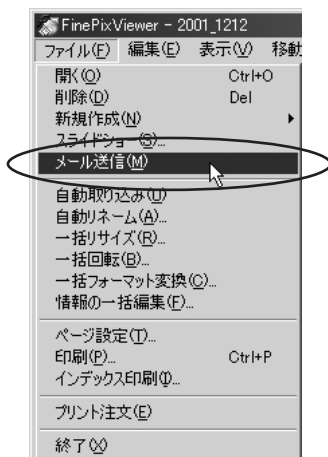 FinePixViewer - 2001_1212
ファイル(F) 編集(E) 表示(V) 移動
開く(O) Ctrl+O
削除(D) Del
新規作成(N)
スライドショー(S)...
メール送信(M)
自動取り込み(U)
自動リネーム(A)...
一括リサイズ(R)...
一括回転(B)...
一括フォーマット変換(C)...
情報の一括編集(F)...
ページ設定(T)...
印刷(P)... Ctrl+P
インデックス印刷(I)...
プリント注文(E)
終了(X)